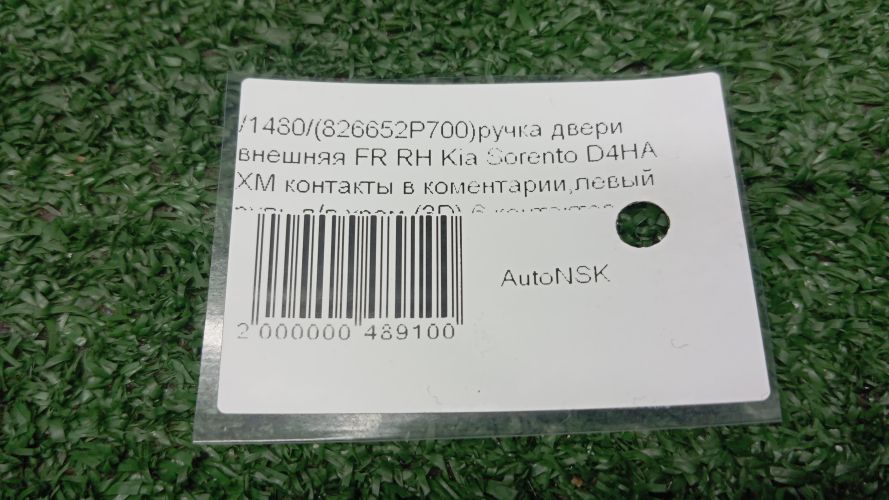 /1480/(826652P700)ручка двери
внешняя FR RH Kia Sorento D4HA
XM контакты в коментарии,левый
AutoNSK
2 000000 489100